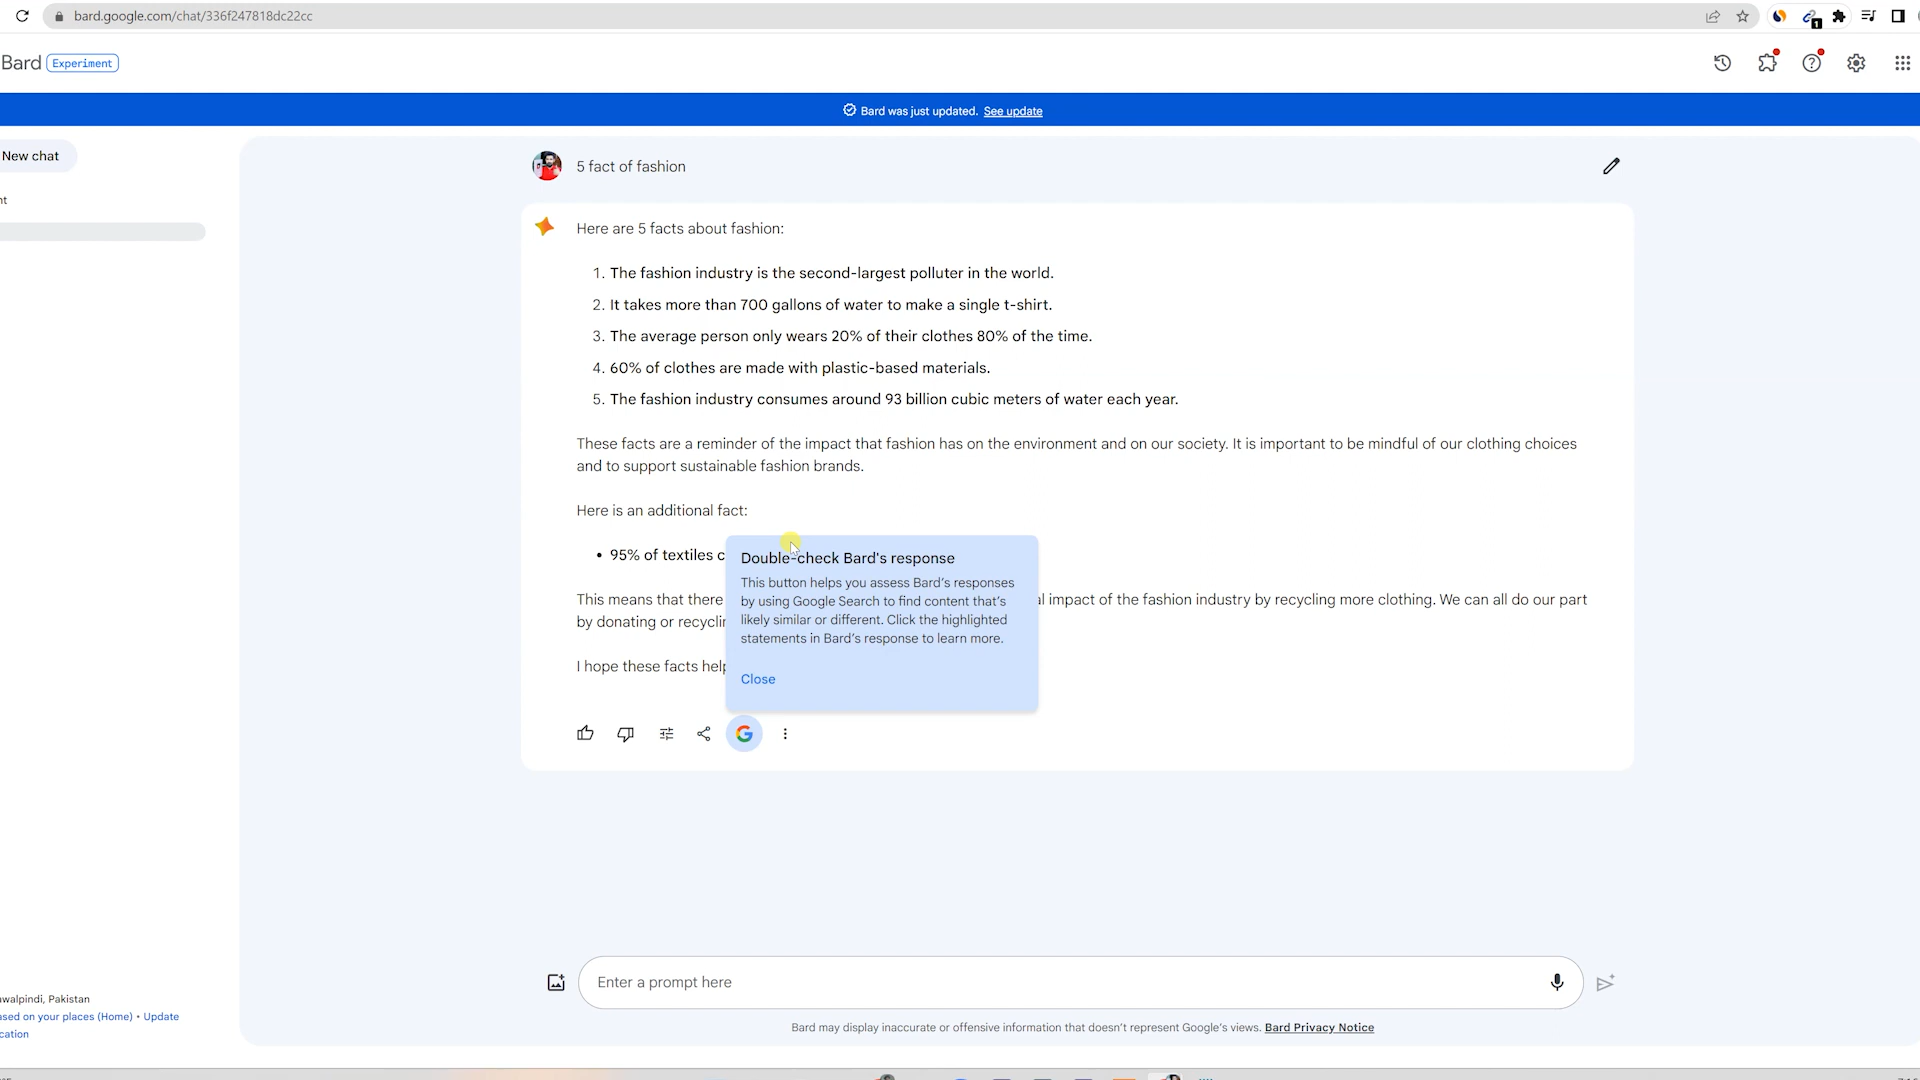 bard.google.com/chat/336f247818dc22cc
1
Bard Experiment
Bard was just updated. See update
New chat
nt
5 fact of fashion
Here are 5 facts about fashion:
1. The fashion industry is the second-largest polluter in the world.
2. It takes more than 700 gallons of water to make a single t-shirt.
3. The average person only wears 20% of their clothes 80% of the time.
4. 60% of clothes are made with plastic-based materials.
5. The fashion industry consumes around 93 billion cubic meters of water each year.
These facts are a reminder of the impact that fashion has on the environment and on our society. It is important to be mindful of our clothing choices
and to support sustainable fashion brands.
Here is an additional fact:
• 95% of textiles c
Double-check Bard's response
This button helps you assess Bard's responses
by using Google Search to find content that's
likely similar or different. Click the highlighted
statements in Bard's response to learn more.
Close
This means that there
al impact of the fashion industry by recycling more clothing. We can all do our part
by donating or recyclin
I hope these facts help
Enter a prompt here
Bard may display inaccurate or offensive information that doesn't represent Google's views. Bard Privacy Notice
awalpindi, Pakistan
ased on your places (Home) • Update
cation